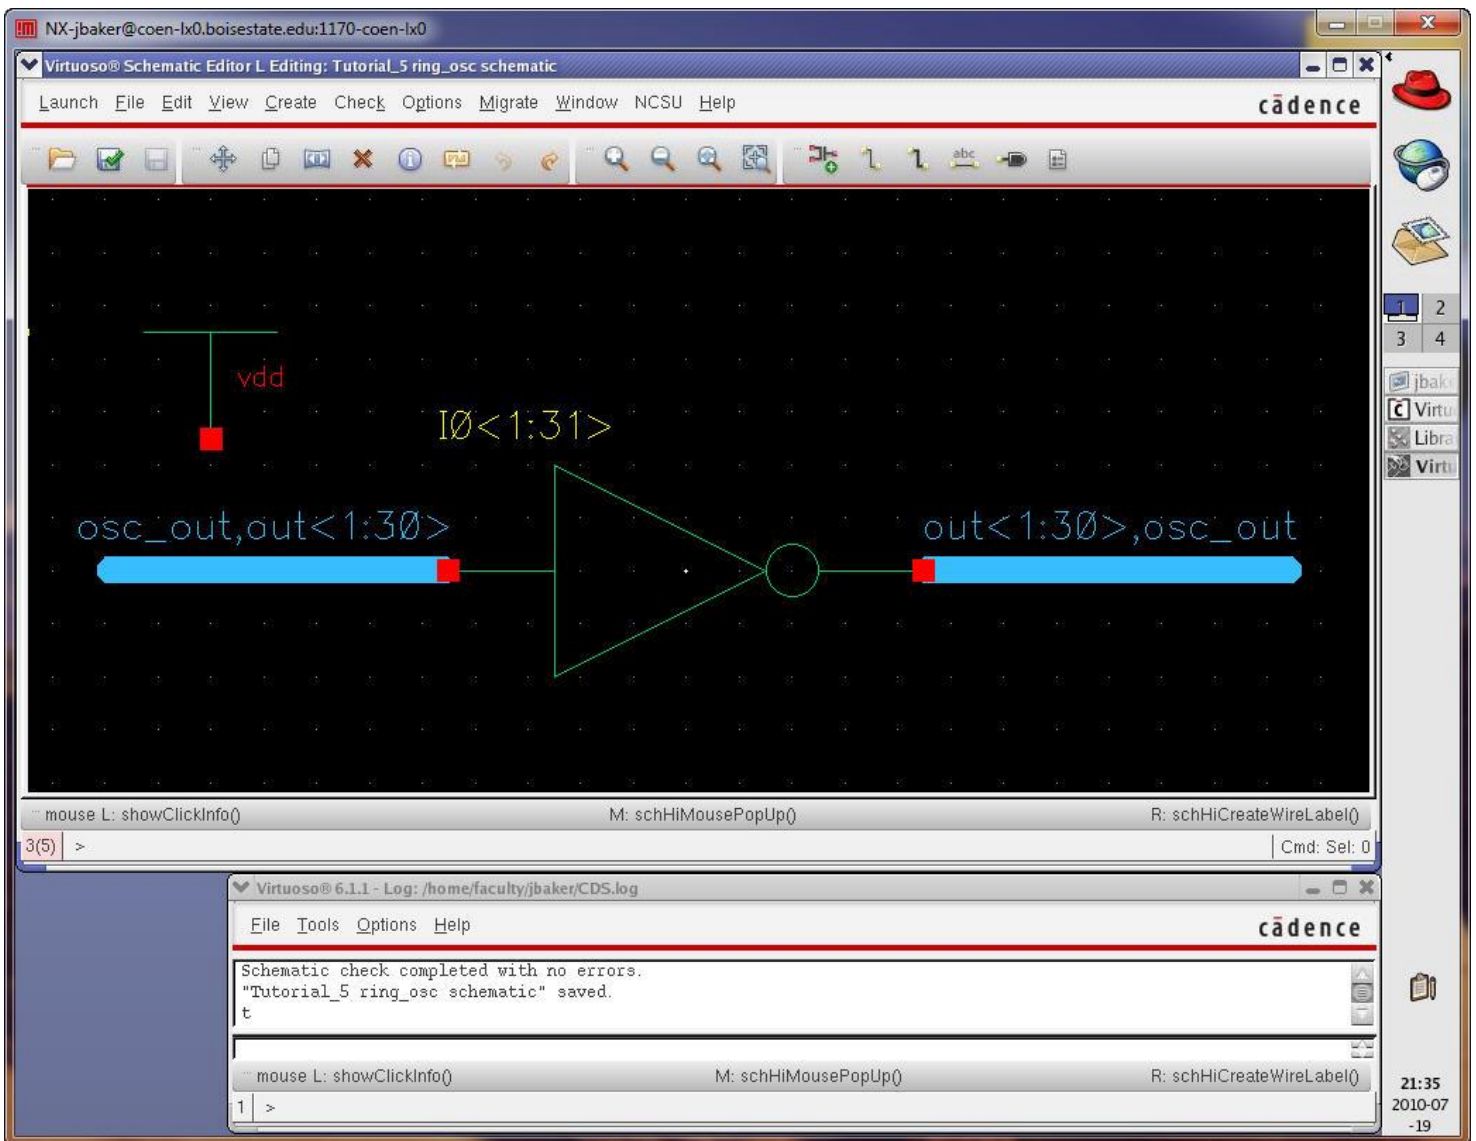 NX-jbaker@coen-lx0.boisestate.edu:1170-coen-lx0
Virtuoso® Schematic Editor L Editing: Tutorial_5 ring_osc schematic
Launch File Edit View Create Check Options Migrate Window NCSU Help cādence
abc
vdd
I0<1:31>
osc_out,out<1:30> out<1:30>,osc_out
mouse L: showClickInfo() M: schHiMousePopUp() R: schHiCreateWireLabel()
3(5) > Cmd: Sel: 0
Virtuoso® 6.1.1 - Log: /home/faculty/jbaker/CDS.log
File Tools Options Help cādence
Schematic check completed with no errors.
"Tutorial_5 ring_osc schematic" saved.
t
mouse L: showClickInfo() M: schHiMousePopUp() R: schHiCreateWireLabel()
1 >
1 2
3 4
jbake
Virtu
Libra
Virtu
21:35
2010-07
-19